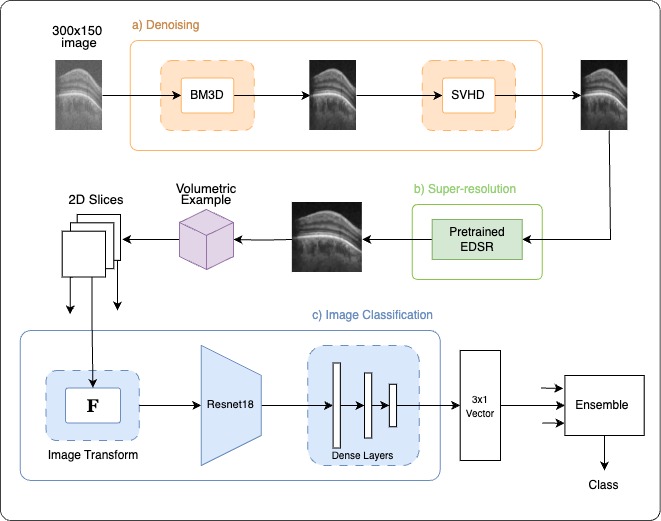 300x150
image
a) Denoising
BM3D
SVHD
b) Super-resolution
Pretrained
EDSR
Volumetric
Example
2D Slices
c) Image Classification
F
Image Transform
Resnet18
Dense Layers
3x1
Vector
Ensemble
Class